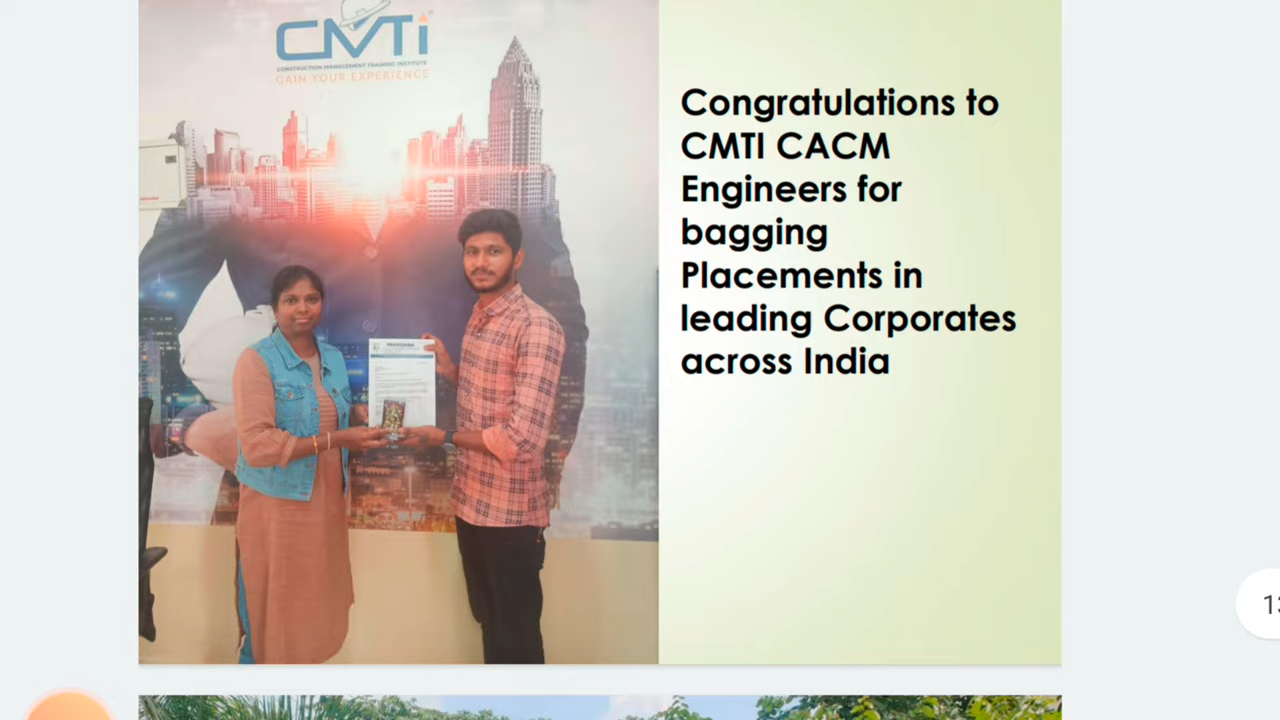 CMTi
CONSTRUCTION MANAGEMENT TRAINING INSTITUTE
GAIN YOUR EXPERIENCE
Congratulations to
CMTI CACM
Engineers for
bagging
Placements in
leading Corporates
across India